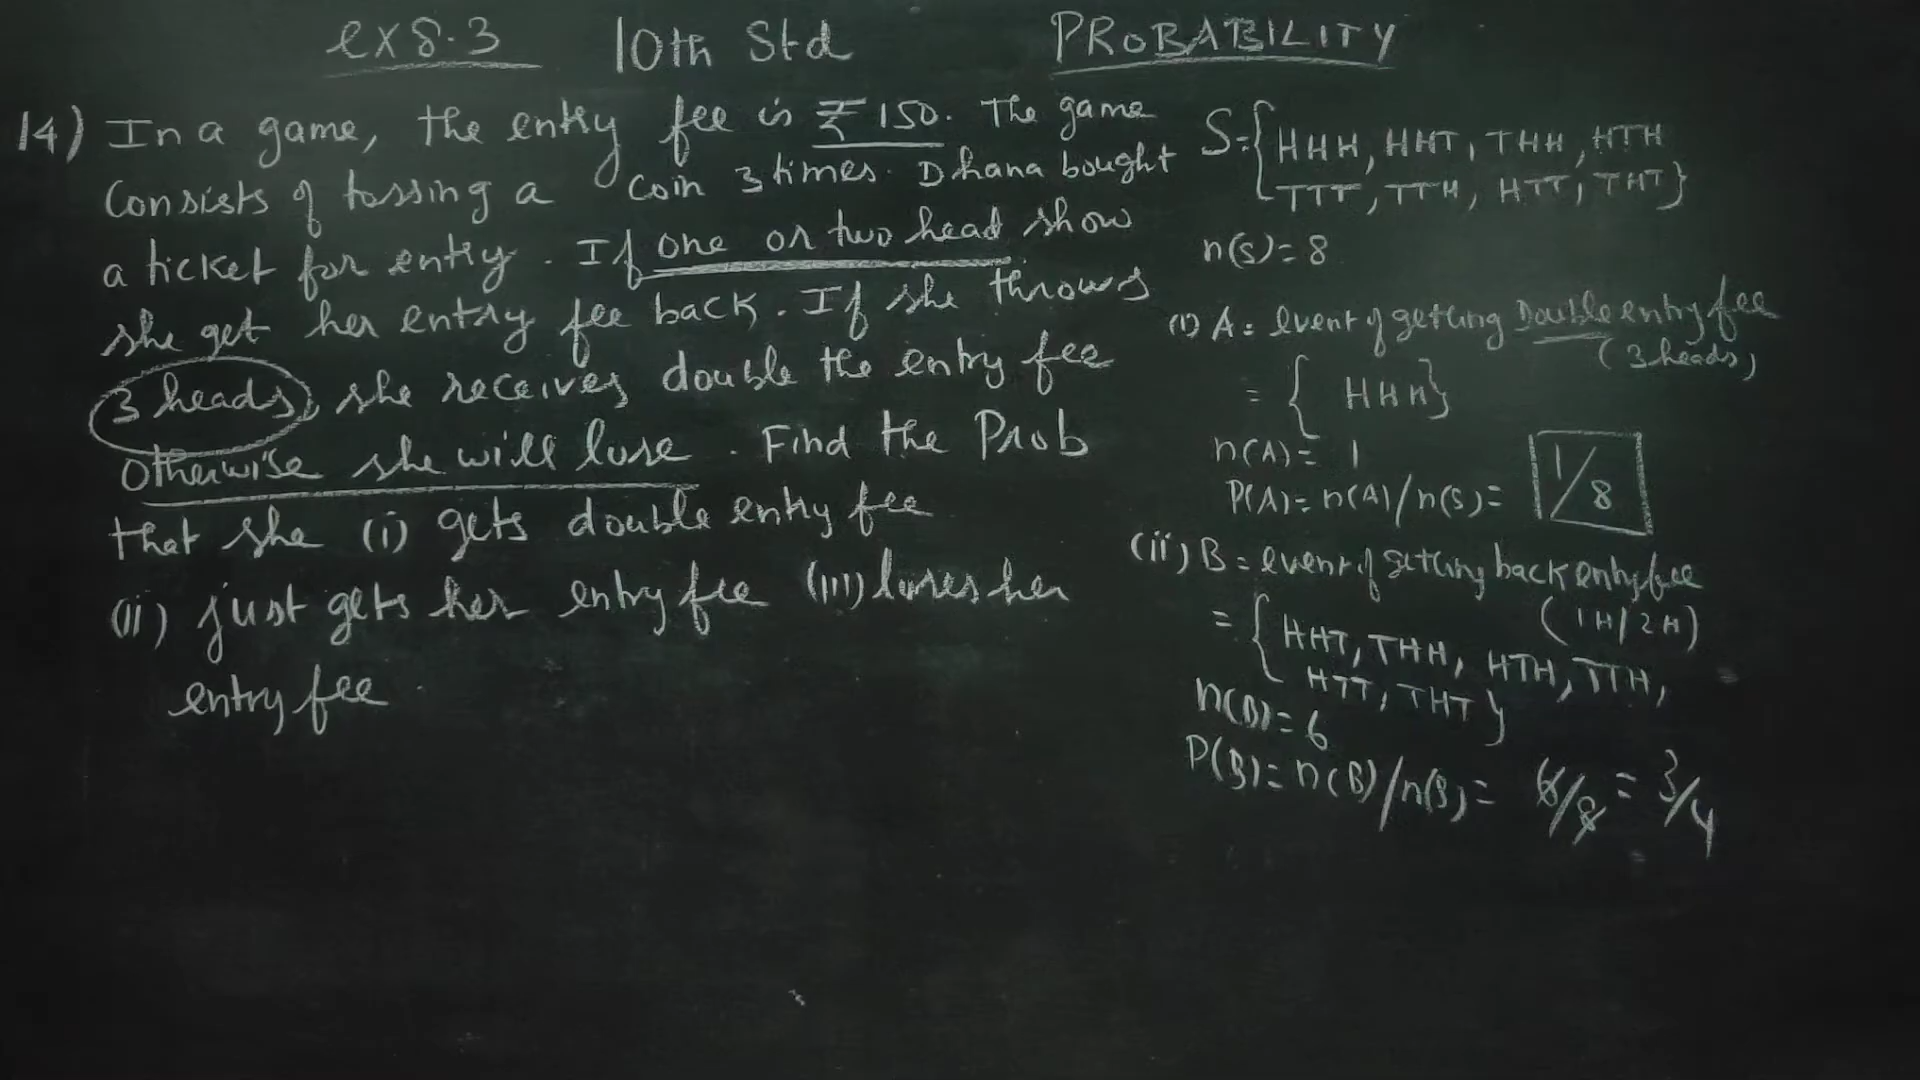 ex 8.3 10th Std PROBABILITY
14) In a game, the entry fee is ₹ 150. The game
consists of tossing a coin 3 times. Dhana bought
a ticket for entry. If one or two head show
she get her entry fee back. If she throws
3 heads, she receives double the entry fee
Otherwise she will lose. Find the Prob
that she (i) gets double entry fee
(ii) just gets her entry fee (iii) loses her
entry fee.
S = { HHH, HHT, THH, HTH
TTT, TTH, HTT, THT }
n(S) = 8
(i) A = event of getting Double entry fee
(3 heads)
= { HHH }
n(A) = 1
P(A) = n(A)/n(S) = 1/8
(ii) B = event of getting back entry fee
(1H/2H)
= { HHT, THH, HTH, TTH,
HTT, THT }
n(B) = 6
P(B) = n(B)/n(S) = 6/8 = 3/4